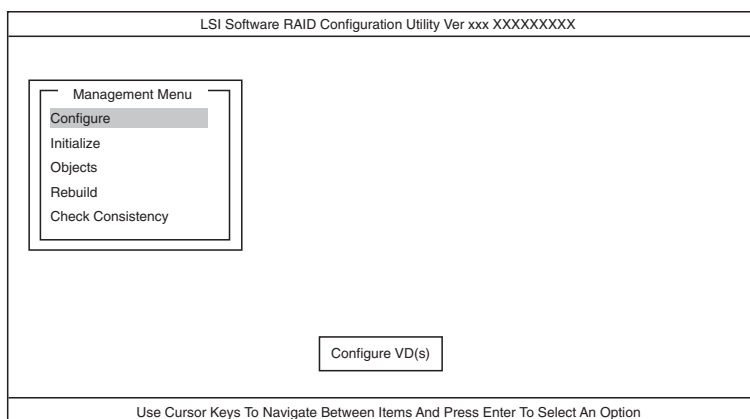 LSI Software RAID Configuration Utility Ver xxx XXXXXXXXX
Management Menu
Configure
Initialize
Objects
Rebuild
Check Consistency
Configure VD(s)
Use Cursor Keys To Navigate Between Items And Press Enter To Select An Option